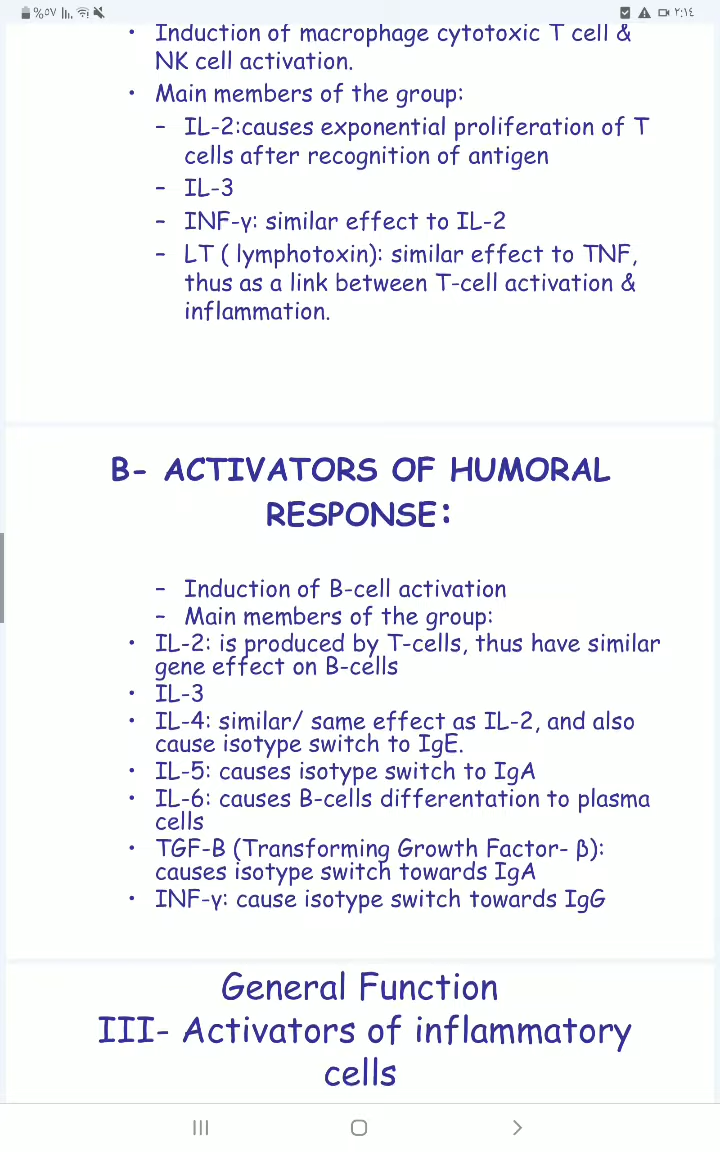 %٥٧
٢:١٤
• Induction of macrophage cytotoxic T cell &
NK cell activation.
• Main members of the group:
– IL-2:causes exponential proliferation of T
cells after recognition of antigen
– IL-3
– INF-γ: similar effect to IL-2
– LT ( lymphotoxin): similar effect to TNF,
thus as a link between T-cell activation &
inflammation.
B- ACTIVATORS OF HUMORAL
RESPONSE:
– Induction of B-cell activation
– Main members of the group:
• IL-2: is produced by T-cells, thus have similar
gene effect on B-cells
• IL-3
• IL-4: similar/ same effect as IL-2, and also
cause isotype switch to IgE.
• IL-5: causes isotype switch to IgA
• IL-6: causes B-cells differentation to plasma
cells
• TGF-B (Transforming Growth Factor- β):
causes isotype switch towards IgA
• INF-γ: cause isotype switch towards IgG
General Function
III- Activators of inflammatory
cells